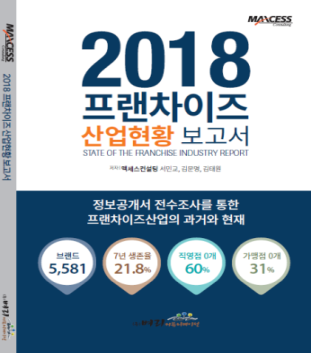 MAXCESS
Consulting
2018
프랜차이즈
산업현황 보고서
STATE OF THE FRANCHISE INDUSTRY REPORT
맥세스컨설팅 서민교, 김문명, 김태원
정보공개서 전수조사를 통한
프랜차이즈산업의 과거와 현재
브랜드
5,581
7년 생존율
21.8%
직영점 0개
60%
가맹점 0개
31%
MAXCESS
2018 프랜차이즈 산업현황 보고서